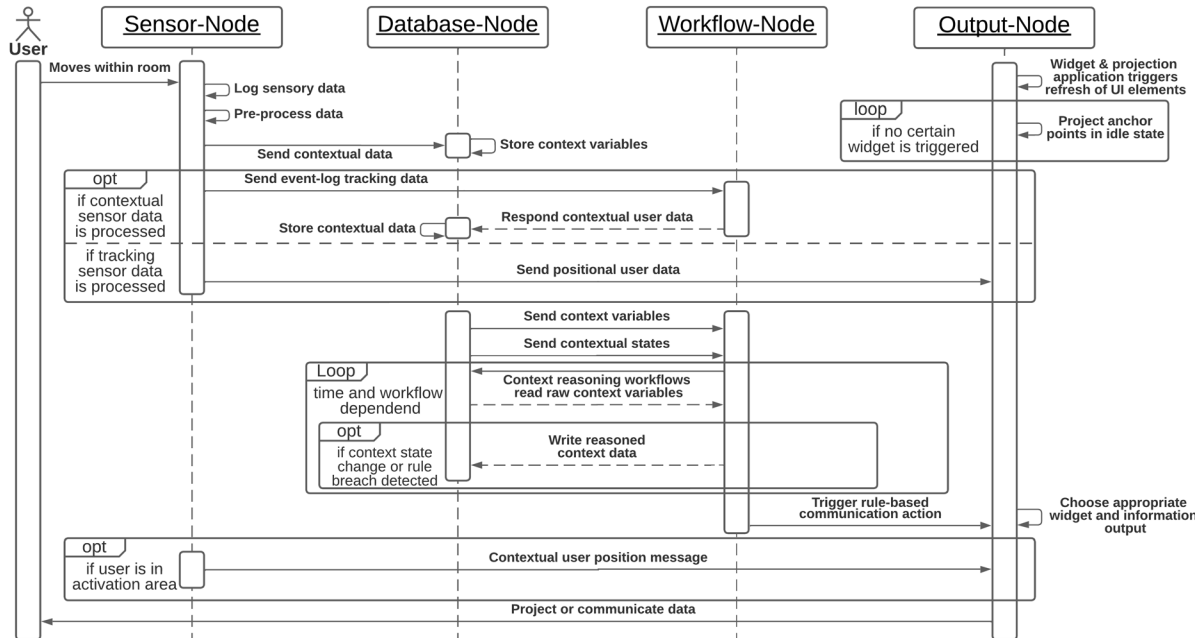 User
Sensor-Node
Database-Node
Workflow-Node
Output-Node
Moves within room
Log sensory data
Pre-process data
Widget & projection
application triggers
refresh of UI elements
loop
if no certain
widget is triggered
Project anchor
points in idle state
Send contextual data
Store context variables
opt
if contextual
sensor data
is processed
Send event-log tracking data
Store contextual data
Respond contextual user data
if tracking
sensor data
is processed
Send positional user data
Send context variables
Send contextual states
Loop
time and workflow
dependend
Context reasoning workflows
read raw context variables
opt
if context state
change or rule
breach detected
Write reasoned
context data
Trigger rule-based
communication action
Choose appropriate
widget and information
output
opt
if user is in
activation area
Contextual user position message
Project or communicate data